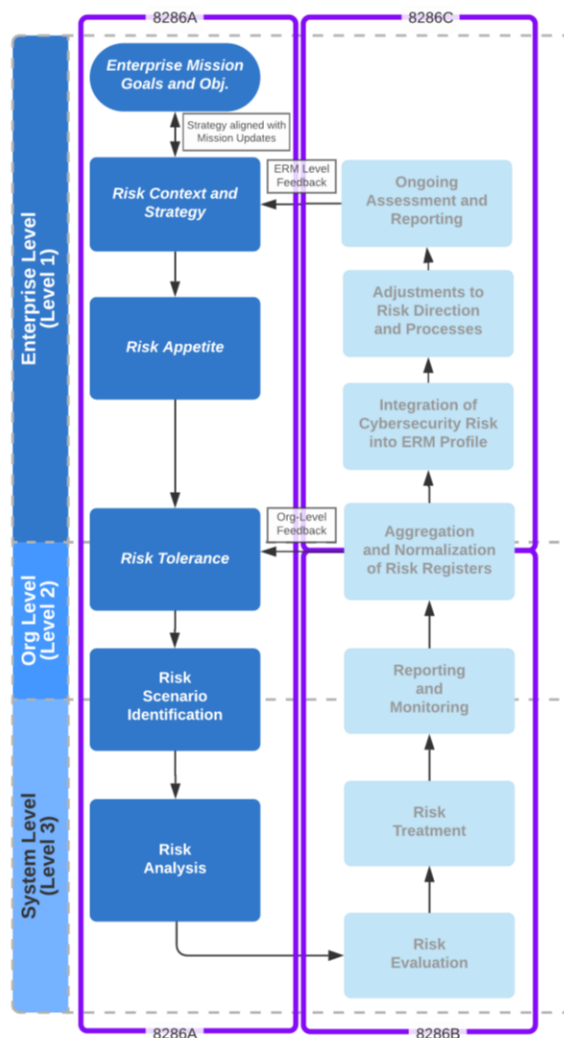 8286A
8286C
Enterprise Level
(Level 1)
Enterprise Mission
Goals and Obj.
Strategy aligned with
Mission Updates
Risk Context and
Strategy
ERM Level
Feedback
Ongoing
Assessment and
Reporting
Risk Appetite
Adjustments to
Risk Direction
and Processes
Integration of
Cybersecurity Risk
into ERM Profile
Risk Tolerance
Org-Level
Feedback
Aggregation
and Normalization
of Risk Registers
Org Level
(Level 2)
Risk
Scenario
Identification
Reporting
and
Monitoring
System Level
(Level 3)
Risk
Analysis
Risk
Treatment
Risk
Evaluation
8286A
8286B